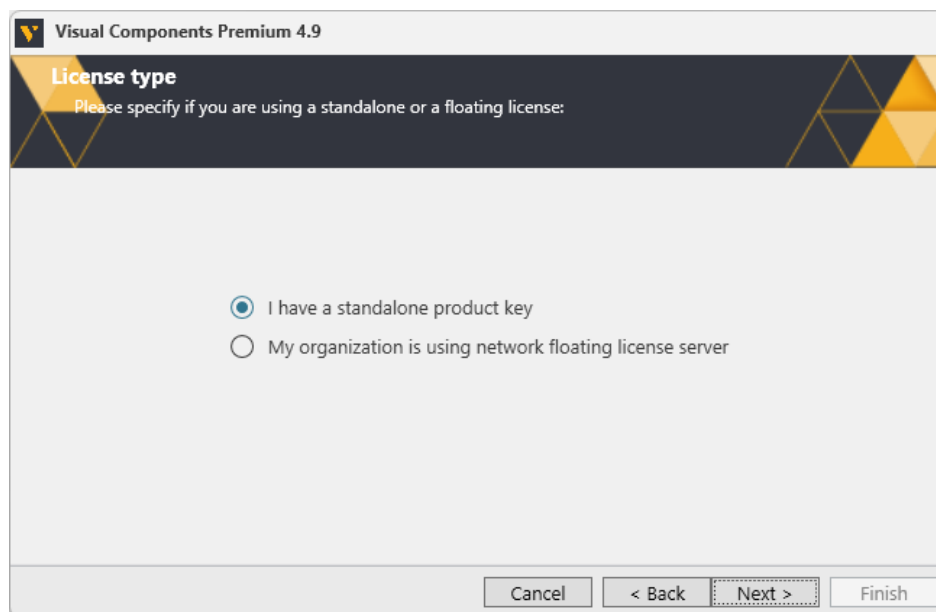 Visual Components Premium 4.9
License type
Please specify if you are using a standalone or a floating license:
I have a standalone product key
My organization is using network floating license server
Cancel
< Back
Next >
Finish